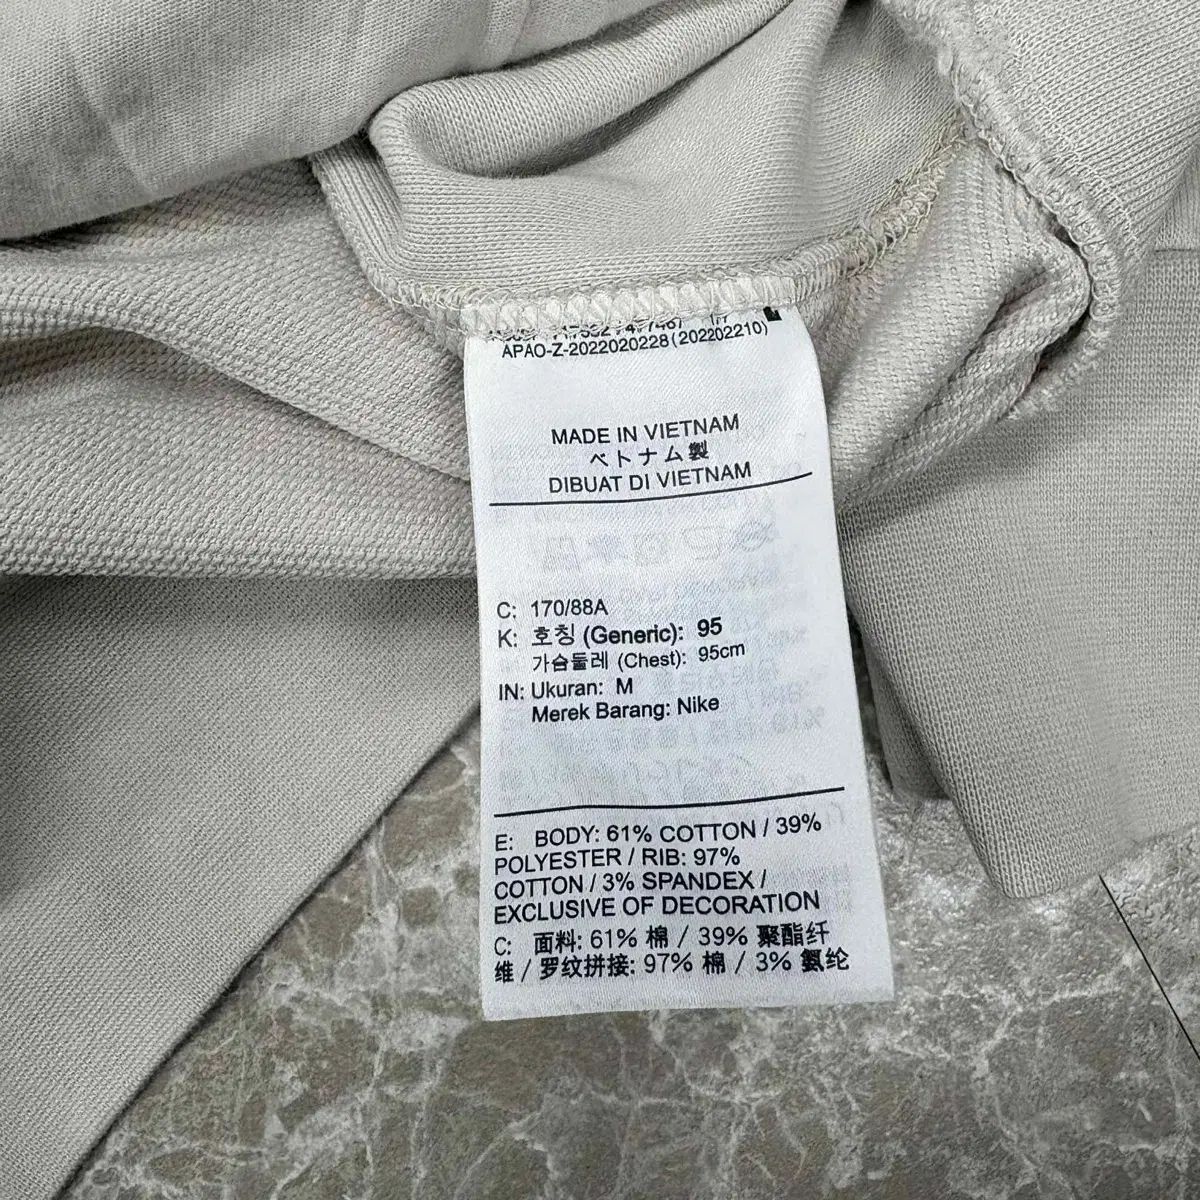 APAO-Z-2022020228(202202210)
MADE IN VIETNAM
ベトナム製
DIBUAT DI VIETNAM
C: 170/88A
K: 호칭 (Generic): 95
가슴둘레 (Chest): 95cm
IN: Ukuran: M
Merek Barang: Nike
E: BODY: 61% COTTON / 39%
POLYESTER / RIB: 97%
COTTON / 3% SPANDEX /
EXCLUSIVE OF DECORATION
C: 面料: 61% 棉 / 39% 聚酯纤
维 / 罗纹拼接: 97% 棉 / 3% 氨纶